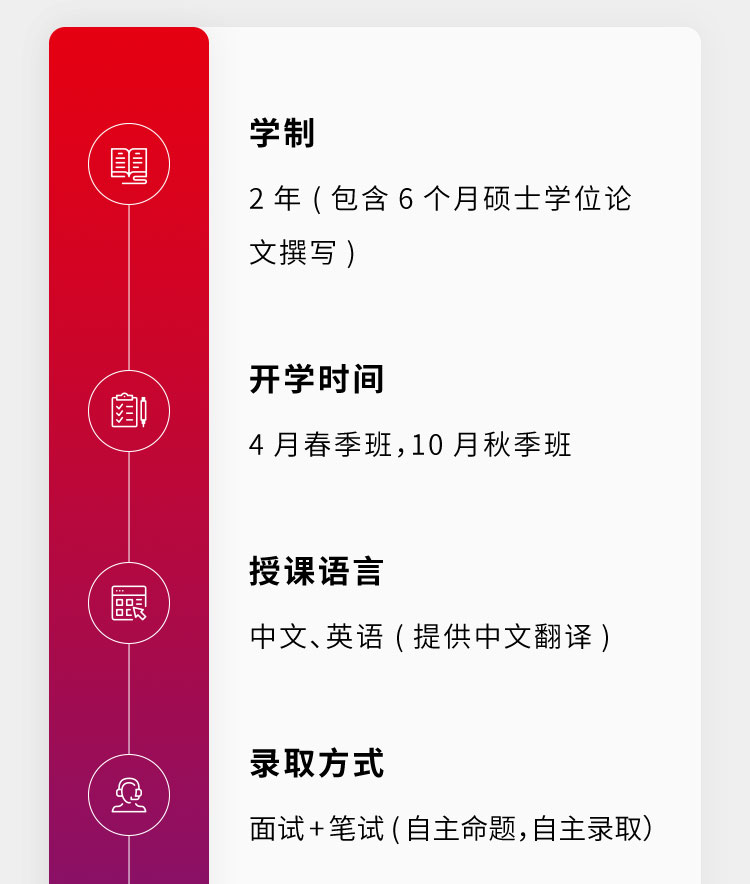 学制
2 年 ( 包含 6 个月硕士学位论
文撰写 )
开学时间
4 月春季班，10 月秋季班
授课语言
中文、英语 ( 提供中文翻译 )
录取方式
面试 + 笔试 ( 自主命题，自主录取）